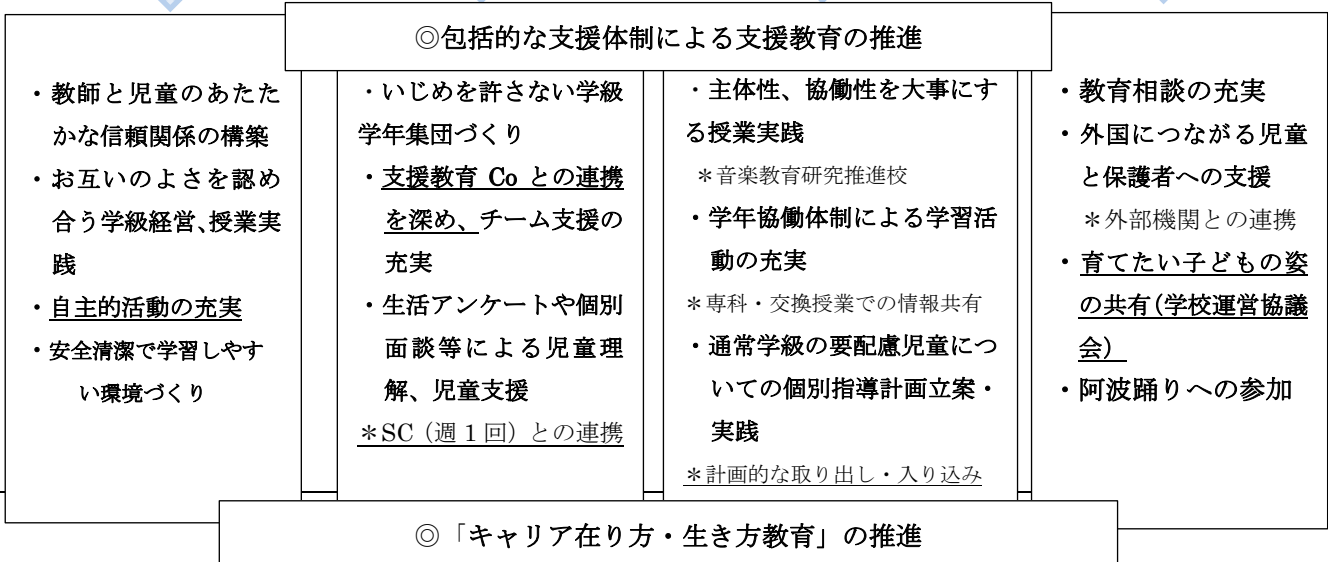 ◎包括的な支援体制による支援教育の推進
・教師と児童のあたた
かな信頼関係の構築
・お互いのよさを認め
合う学級経営、授業実
践
・自主的活動の充実
・安全清潔で学習しやす
い環境づくり
・いじめを許さない学級
学年集団づくり
・支援教育 Co との連携
を深め、チーム支援の
充実
・生活アンケートや個別
面談等による児童理
解、児童支援
＊SC（週 1 回）との連携
・主体性、協働性を大事にす
る授業実践
＊音楽教育研究推進校
・学年協働体制による学習活
動の充実
＊専科・交換授業での情報共有
・通常学級の要配慮児童につ
いての個別指導計画立案・
実践
＊計画的な取り出し・入り込み
・教育相談の充実
・外国につながる児童
と保護者への支援
＊外部機関との連携
・育てたい子どもの姿
の共有(学校運営協議
会)
・阿波踊りへの参加
◎「キャリア在り方・生き方教育」の推進